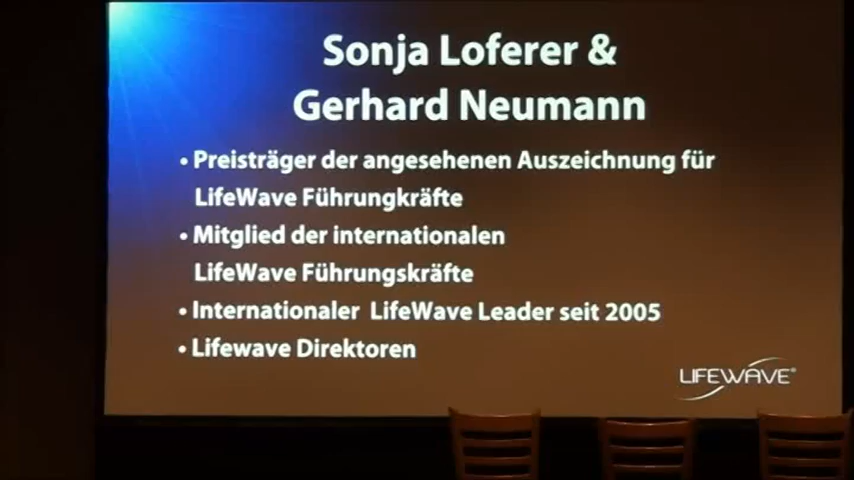 Sonja Loferer &
Gerhard Neumann
• Preisträger der angesehenen Auszeichnung für
LifeWave Führungkräfte
• Mitglied der internationalen
LifeWave Führungskräfte
• Internationaler LifeWave Leader seit 2005
• Lifewave Direktoren
LIFEWAVE®